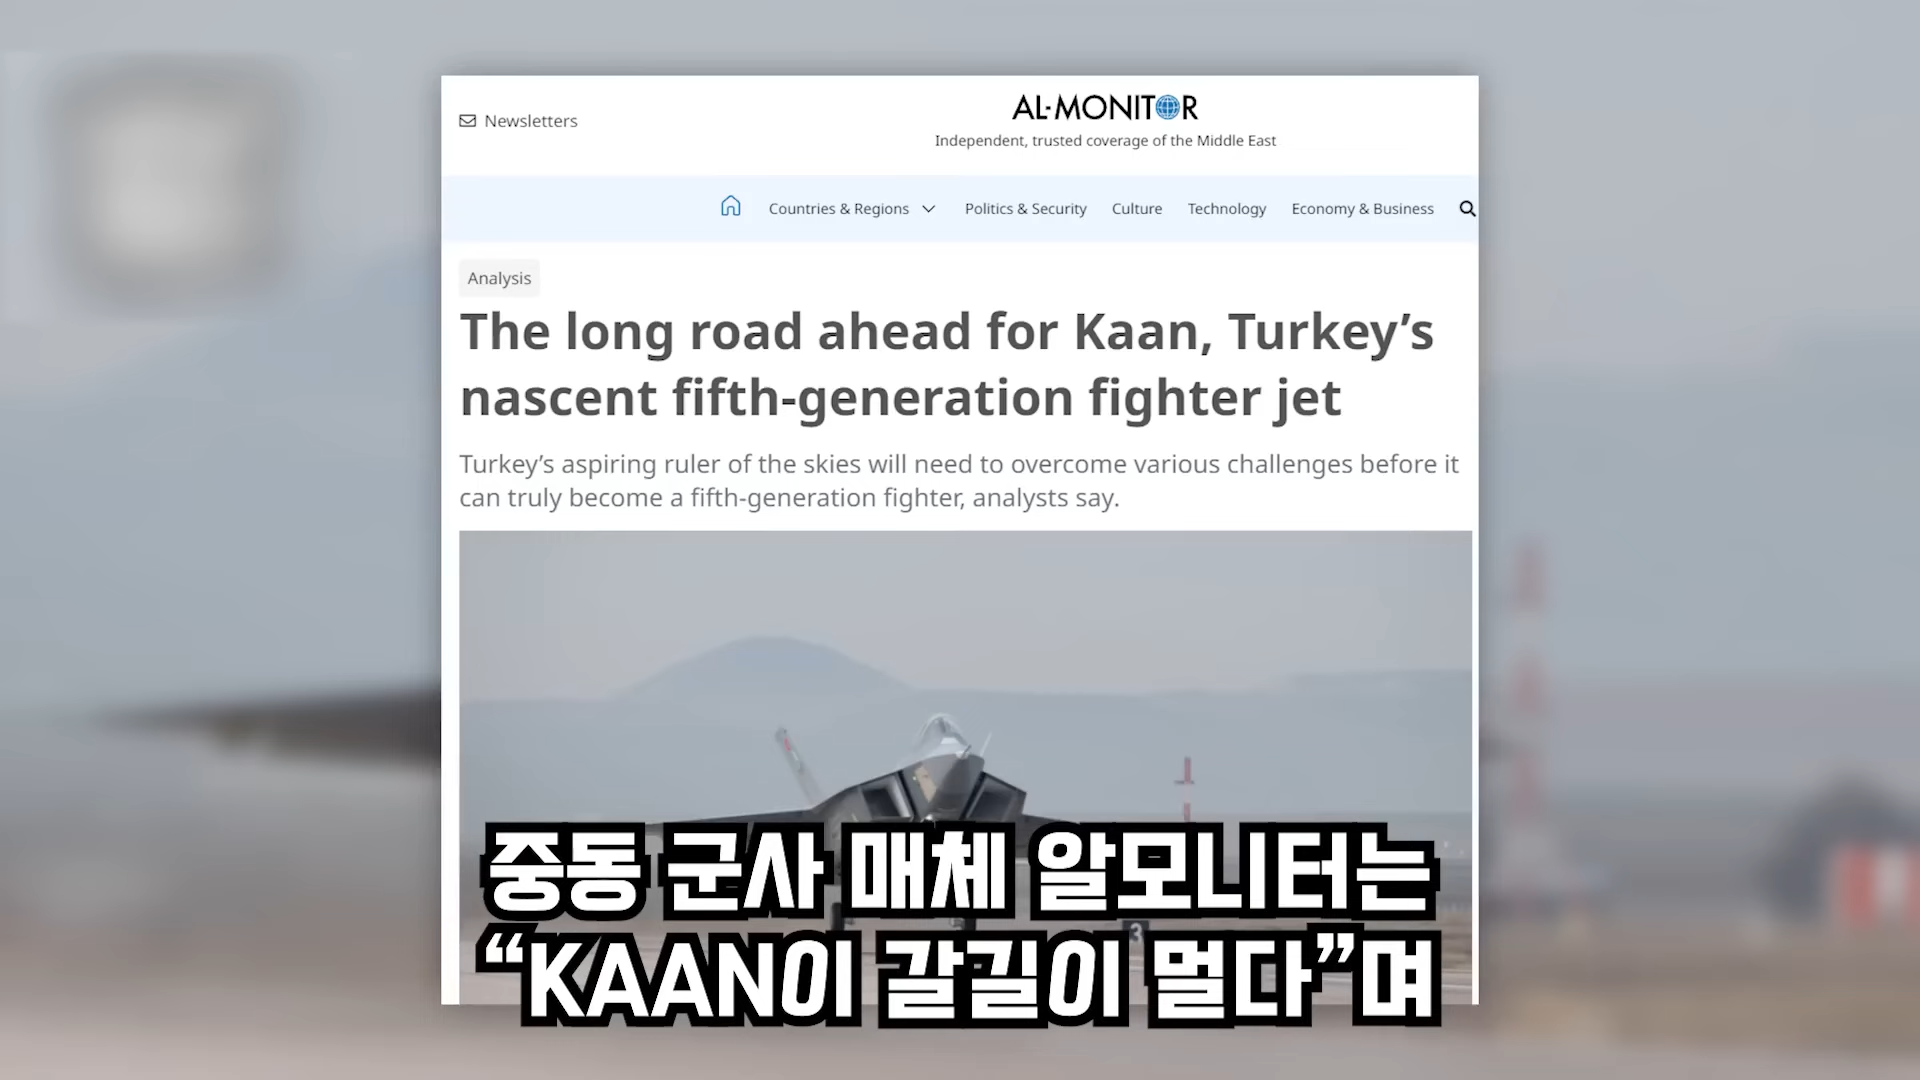 Newsletters
AL-MONITOR
Independent, trusted coverage of the Middle East
Countries & Regions Politics & Security Culture Technology Economy & Business
Analysis
The long road ahead for Kaan, Turkey’s
nascent fifth-generation fighter jet
Turkey’s aspiring ruler of the skies will need to overcome various challenges before it
can truly become a fifth-generation fighter, analysts say.
3
중동 군사 매체 알모니터는
“KAAN이 갈길이 멀다”며